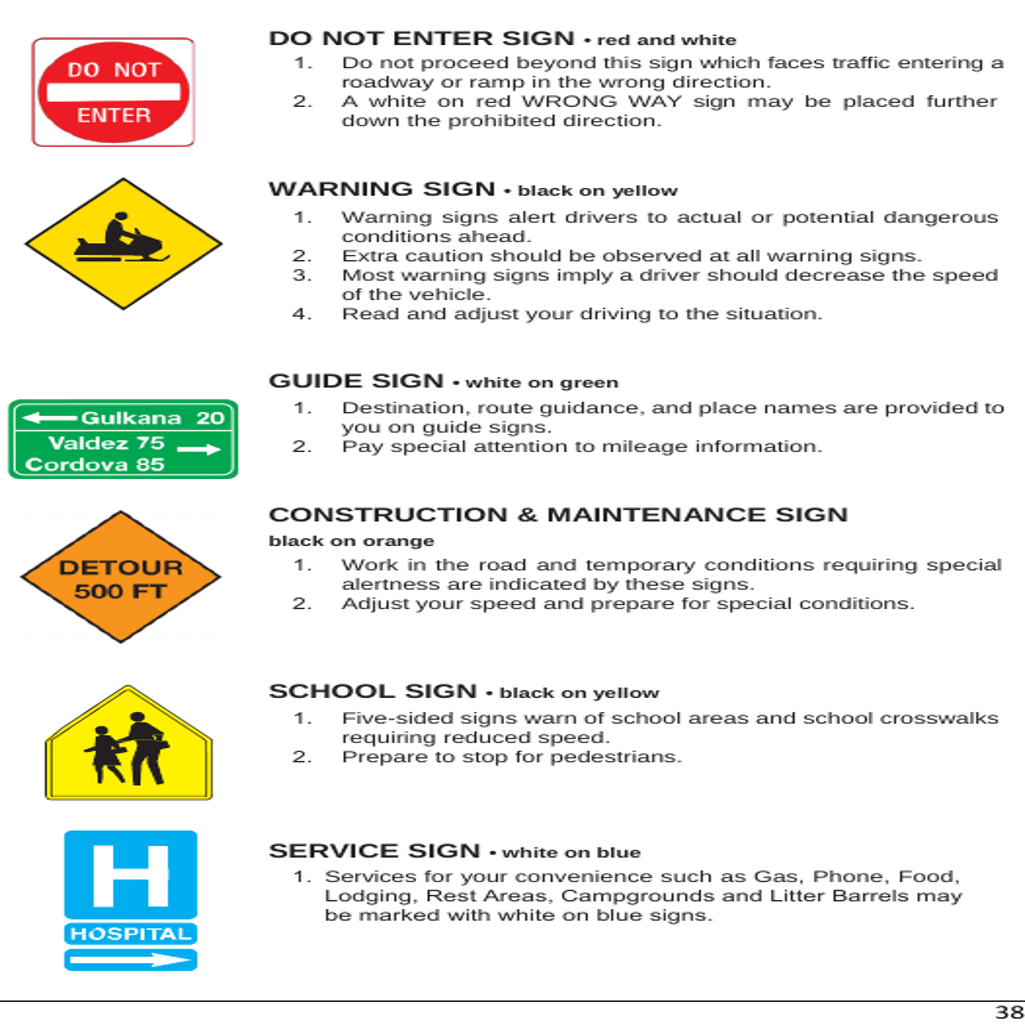 DO NOT ENTER SIGN • red and white
1. Do not proceed beyond this sign which faces traffic entering a
roadway or ramp in the wrong direction.
2. A white on red WRONG WAY sign may be placed further
down the prohibited direction.
DO NOT
ENTER
WARNING SIGN • black on yellow
1. Warning signs alert drivers to actual or potential dangerous
conditions ahead.
2. Extra caution should be observed at all warning signs.
3. Most warning signs imply a driver should decrease the speed
of the vehicle.
4. Read and adjust your driving to the situation.
GUIDE SIGN • white on green
1. Destination, route guidance, and place names are provided to
you on guide signs.
2. Pay special attention to mileage information.
Gulkana 20
Valdez 75
Cordova 85
CONSTRUCTION & MAINTENANCE SIGN
black on orange
1. Work in the road and temporary conditions requiring special
alertness are indicated by these signs.
2. Adjust your speed and prepare for special conditions.
DETOUR
500 FT
SCHOOL SIGN • black on yellow
1. Five-sided signs warn of school areas and school crosswalks
requiring reduced speed.
2. Prepare to stop for pedestrians.
SERVICE SIGN • white on blue
1. Services for your convenience such as Gas, Phone, Food,
Lodging, Rest Areas, Campgrounds and Litter Barrels may
be marked with white on blue signs.
H
HOSPITAL
38